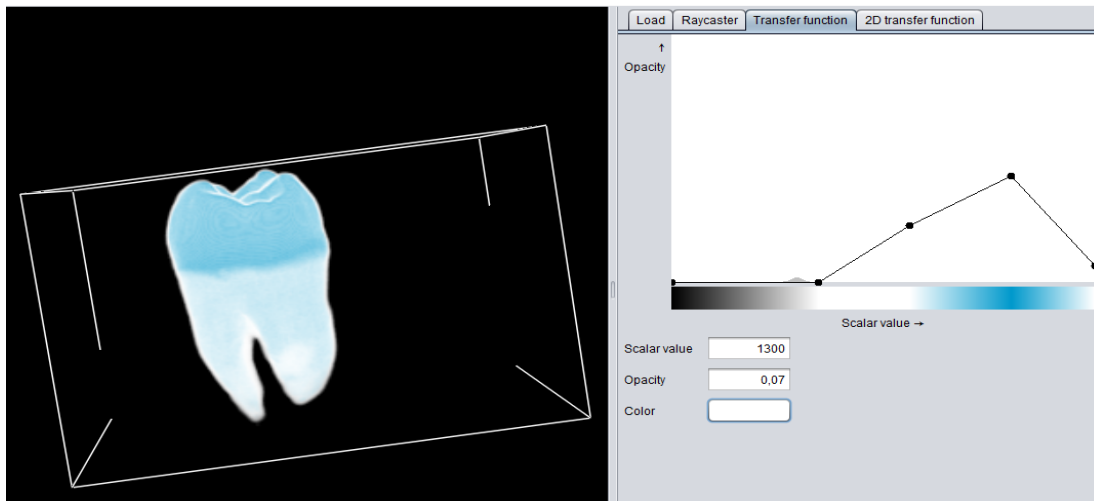 Load Raycaster Transfer function 2D transfer function
↑
Opacity
Scalar value →
Scalar value 1300
Opacity 0,07
Color